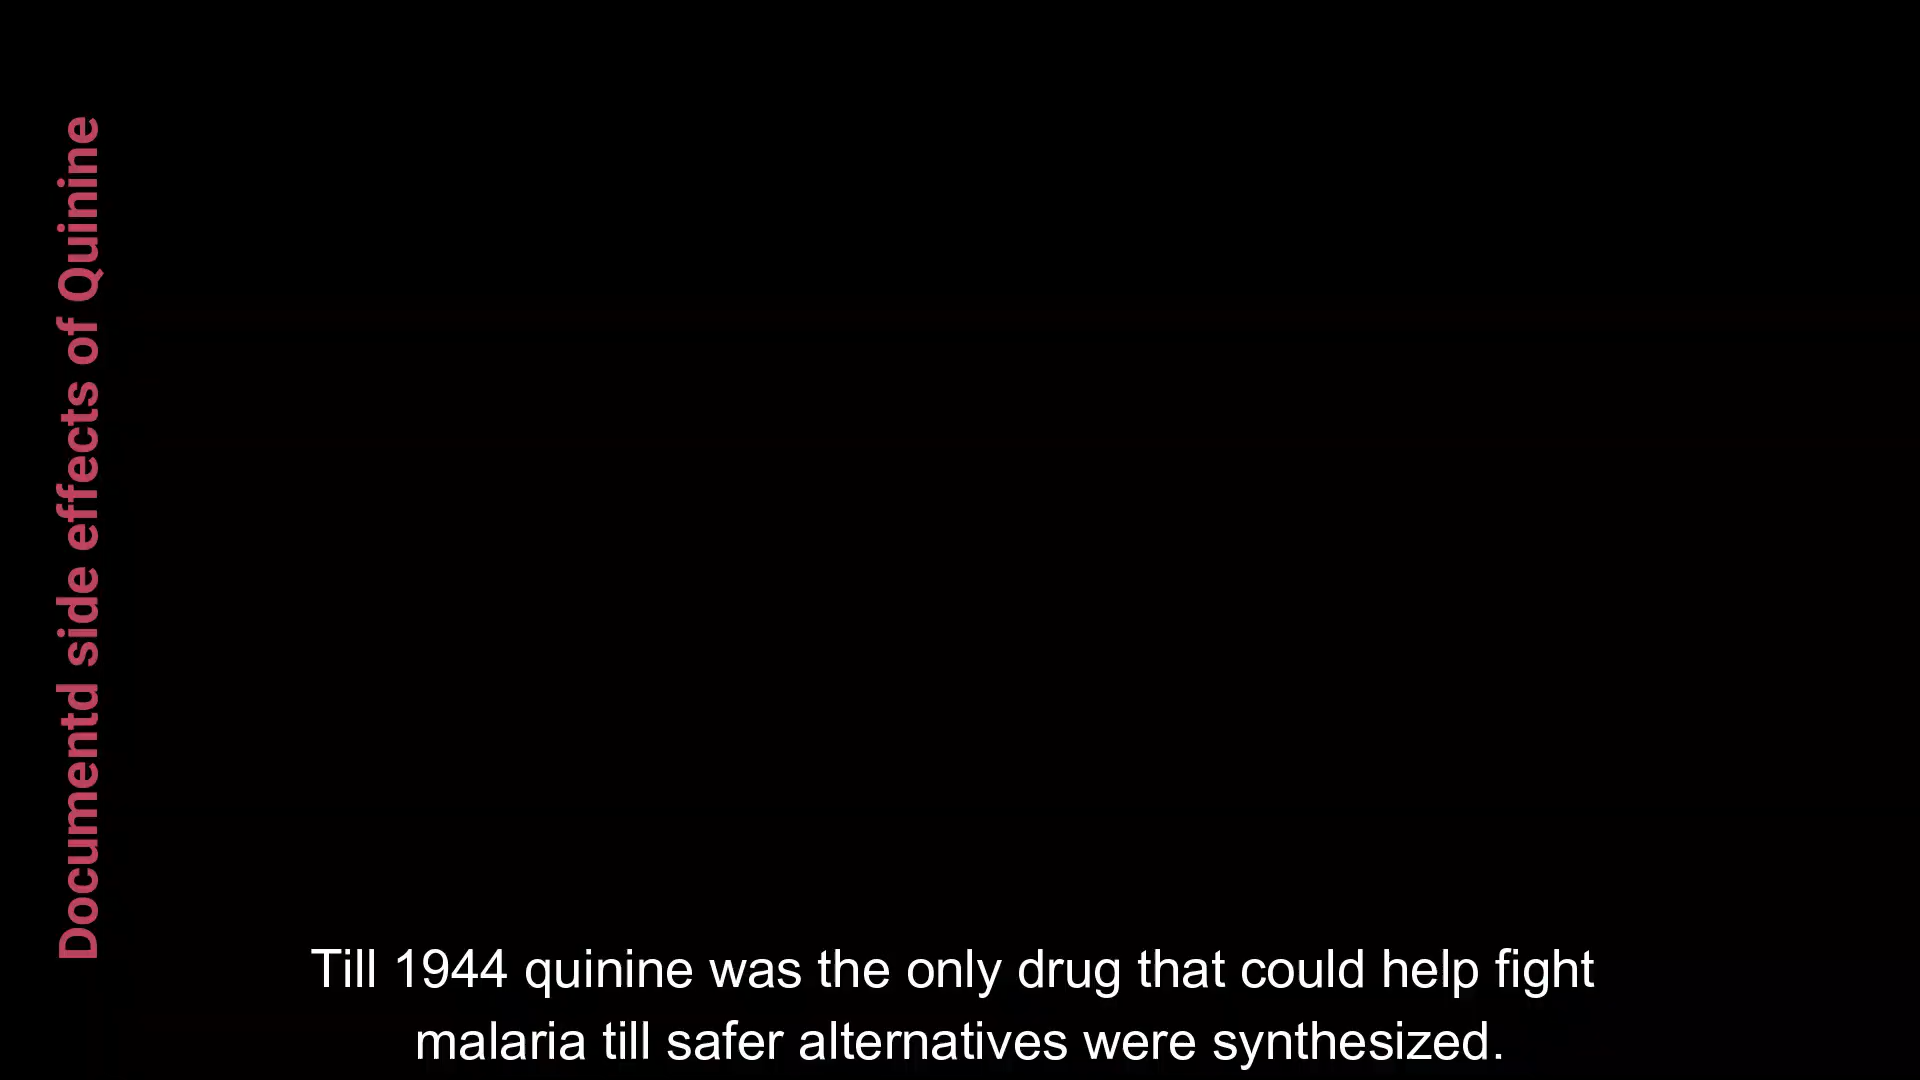 Documentd side effects of Quinine
Till 1944 quinine was the only drug that could help fight
malaria till safer alternatives were synthesized.